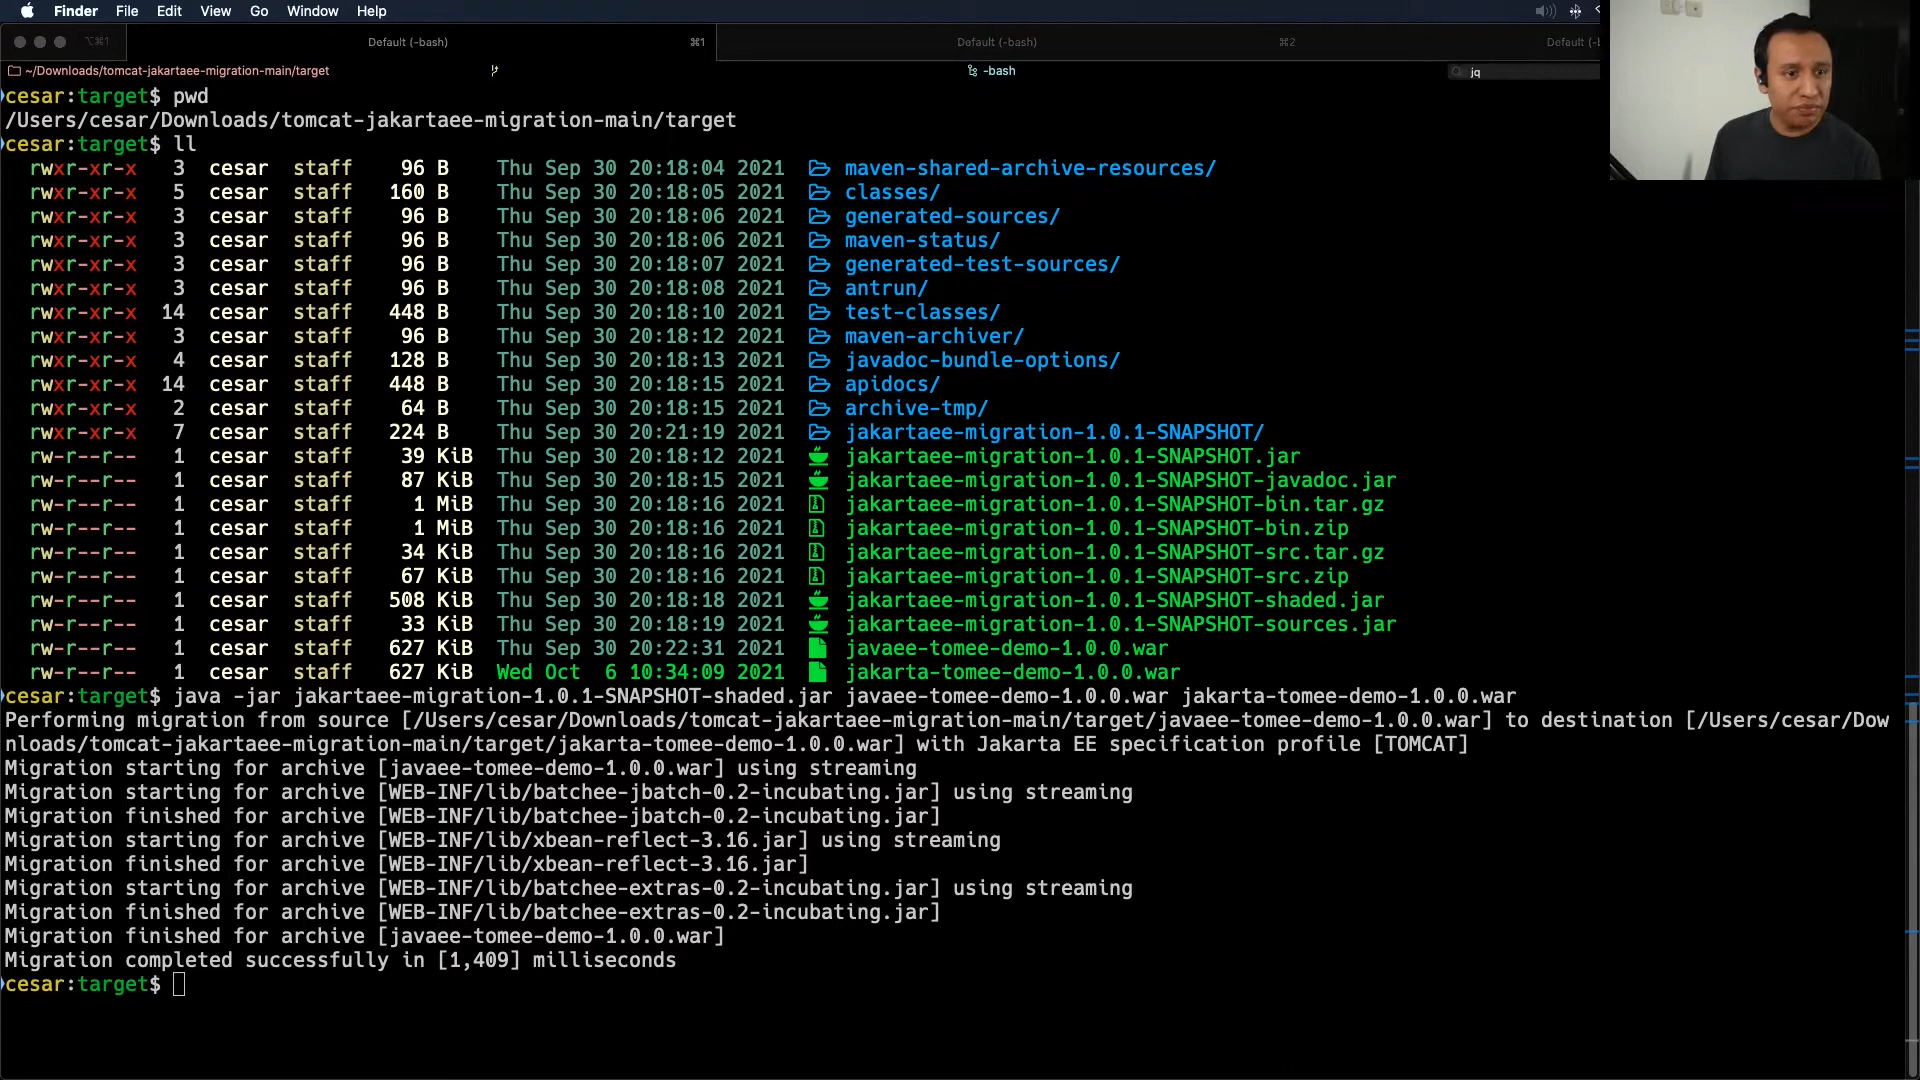 Finder File Edit View Go Window Help
⌥⌘1 Default (-bash) ⌘1 Default (-bash) ⌘2 Default (-b
~/Downloads/tomcat-jakartaee-migration-main/target -bash jq
cesar:target$ pwd
/Users/cesar/Downloads/tomcat-jakartaee-migration-main/target
cesar:target$ ll
rwxr-xr-x 3 cesar staff 96 B Thu Sep 30 20:18:04 2021 maven-shared-archive-resources/
rwxr-xr-x 5 cesar staff 160 B Thu Sep 30 20:18:05 2021 classes/
rwxr-xr-x 3 cesar staff 96 B Thu Sep 30 20:18:06 2021 generated-sources/
rwxr-xr-x 3 cesar staff 96 B Thu Sep 30 20:18:06 2021 maven-status/
rwxr-xr-x 3 cesar staff 96 B Thu Sep 30 20:18:07 2021 generated-test-sources/
rwxr-xr-x 3 cesar staff 96 B Thu Sep 30 20:18:08 2021 antrun/
rwxr-xr-x 14 cesar staff 448 B Thu Sep 30 20:18:10 2021 test-classes/
rwxr-xr-x 3 cesar staff 96 B Thu Sep 30 20:18:12 2021 maven-archiver/
rwxr-xr-x 4 cesar staff 128 B Thu Sep 30 20:18:13 2021 javadoc-bundle-options/
rwxr-xr-x 14 cesar staff 448 B Thu Sep 30 20:18:15 2021 apidocs/
rwxr-xr-x 2 cesar staff 64 B Thu Sep 30 20:18:15 2021 archive-tmp/
rwxr-xr-x 7 cesar staff 224 B Thu Sep 30 20:21:19 2021 jakartaee-migration-1.0.1-SNAPSHOT/
rw-r--r-- 1 cesar staff 39 KiB Thu Sep 30 20:18:12 2021 jakartaee-migration-1.0.1-SNAPSHOT.jar
rw-r--r-- 1 cesar staff 87 KiB Thu Sep 30 20:18:15 2021 jakartaee-migration-1.0.1-SNAPSHOT-javadoc.jar
rw-r--r-- 1 cesar staff 1 MiB Thu Sep 30 20:18:16 2021 jakartaee-migration-1.0.1-SNAPSHOT-bin.tar.gz
rw-r--r-- 1 cesar staff 1 MiB Thu Sep 30 20:18:16 2021 jakartaee-migration-1.0.1-SNAPSHOT-bin.zip
rw-r--r-- 1 cesar staff 34 KiB Thu Sep 30 20:18:16 2021 jakartaee-migration-1.0.1-SNAPSHOT-src.tar.gz
rw-r--r-- 1 cesar staff 67 KiB Thu Sep 30 20:18:16 2021 jakartaee-migration-1.0.1-SNAPSHOT-src.zip
rw-r--r-- 1 cesar staff 508 KiB Thu Sep 30 20:18:18 2021 jakartaee-migration-1.0.1-SNAPSHOT-shaded.jar
rw-r--r-- 1 cesar staff 33 KiB Thu Sep 30 20:18:19 2021 jakartaee-migration-1.0.1-SNAPSHOT-sources.jar
rw-r--r-- 1 cesar staff 627 KiB Thu Sep 30 20:22:31 2021 javaee-tomee-demo-1.0.0.war
rw-r--r-- 1 cesar staff 627 KiB Wed Oct 6 10:34:09 2021 jakarta-tomee-demo-1.0.0.war
cesar:target$ java -jar jakartaee-migration-1.0.1-SNAPSHOT-shaded.jar javaee-tomee-demo-1.0.0.war jakarta-tomee-demo-1.0.0.war
Performing migration from source [/Users/cesar/Downloads/tomcat-jakartaee-migration-main/target/javaee-tomee-demo-1.0.0.war] to destination [/Users/cesar/Dow
nloads/tomcat-jakartaee-migration-main/target/jakarta-tomee-demo-1.0.0.war] with Jakarta EE specification profile [TOMCAT]
Migration starting for archive [javaee-tomee-demo-1.0.0.war] using streaming
Migration starting for archive [WEB-INF/lib/batchee-jbatch-0.2-incubating.jar] using streaming
Migration finished for archive [WEB-INF/lib/batchee-jbatch-0.2-incubating.jar]
Migration starting for archive [WEB-INF/lib/xbean-reflect-3.16.jar] using streaming
Migration finished for archive [WEB-INF/lib/xbean-reflect-3.16.jar]
Migration starting for archive [WEB-INF/lib/batchee-extras-0.2-incubating.jar] using streaming
Migration finished for archive [WEB-INF/lib/batchee-extras-0.2-incubating.jar]
Migration finished for archive [javaee-tomee-demo-1.0.0.war]
Migration completed successfully in [1,409] milliseconds
cesar:target$